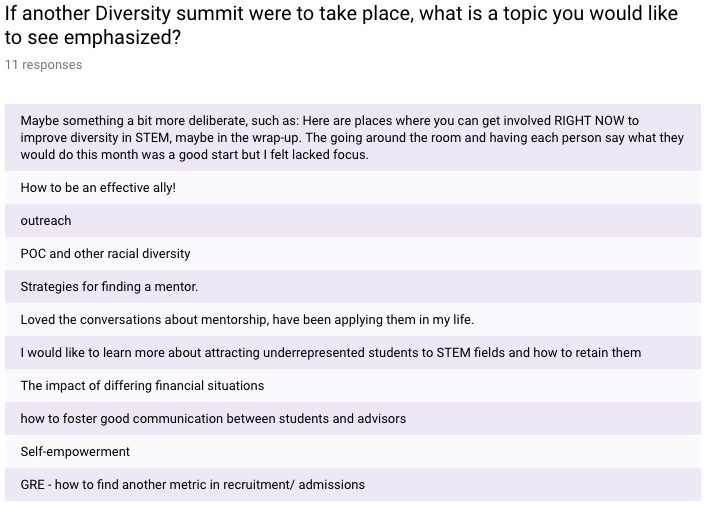 If another Diversity summit were to take place, what is a topic you would like
to see emphasized?
11 responses
Maybe something a bit more deliberate, such as: Here are places where you can get involved RIGHT NOW to
improve diversity in STEM, maybe in the wrap-up. The going around the room and having each person say what they
would do this month was a good start but I felt lacked focus.
How to be an effective ally!
outreach
POC and other racial diversity
Strategies for finding a mentor.
Loved the conversations about mentorship, have been applying them in my life.
I would like to learn more about attracting underrepresented students to STEM fields and how to retain them
The impact of differing financial situations
how to foster good communication between students and advisors
Self-empowerment
GRE - how to find another metric in recruitment/ admissions